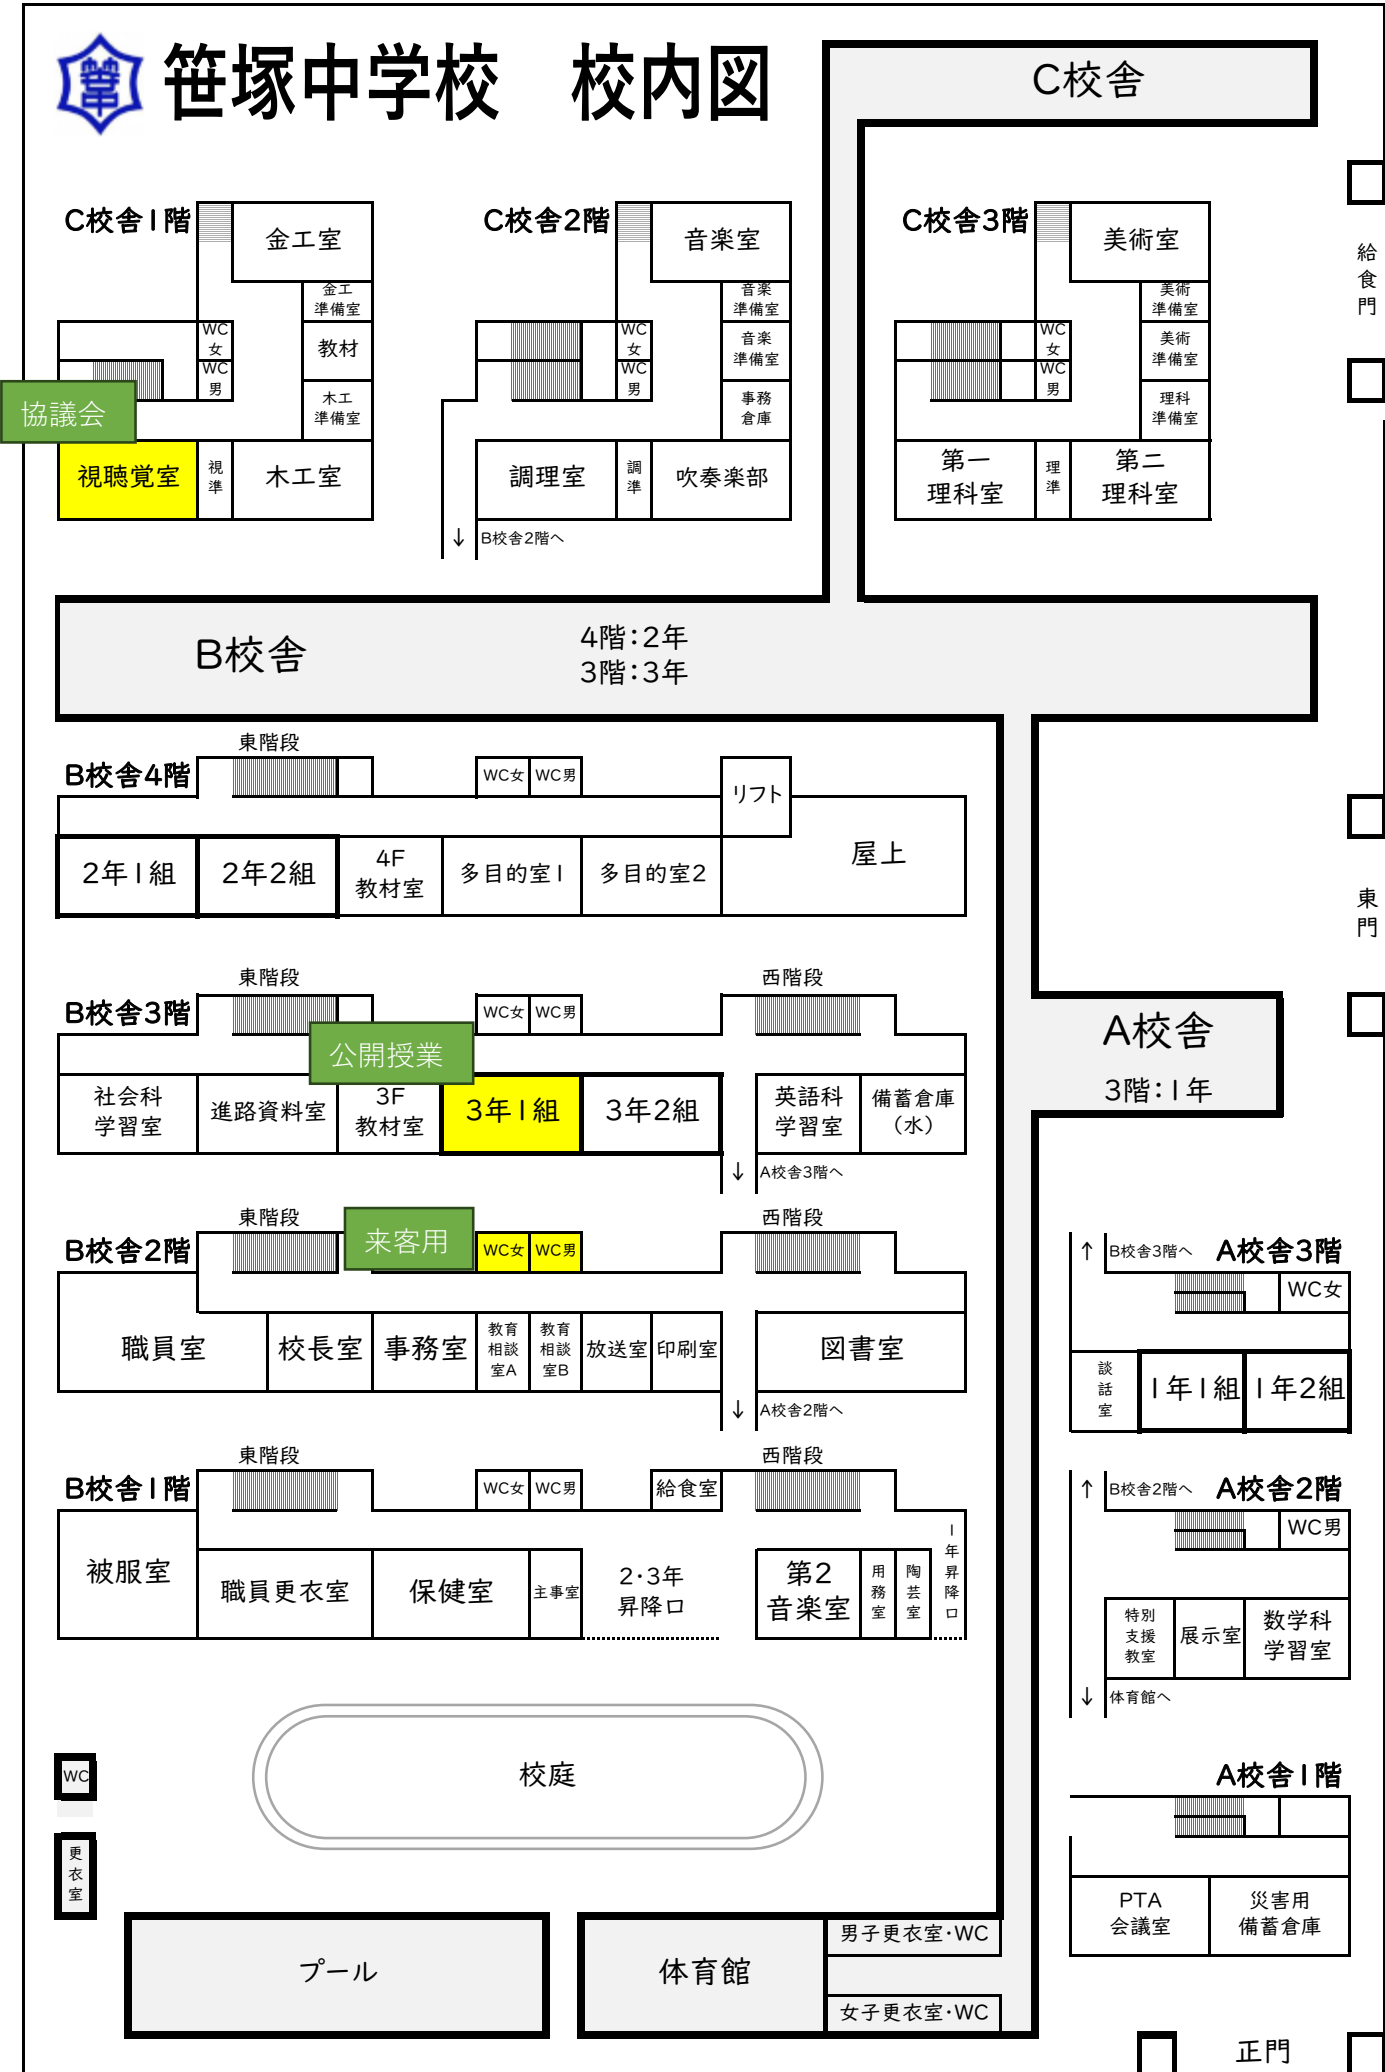 笹塚中学校　校内図
C校舎
C校舎1階
金工室
金工
準備室
WC
女
WC
男
教材
木工
準備室
協議会
視聴覚室
視
準
木工室
C校舎2階
音楽室
音楽
準備室
WC
女
WC
男
音楽
準備室
事務
倉庫
調理室
調
準
吹奏楽部
↓
B校舎2階へ
C校舎3階
美術室
美術
準備室
WC
女
WC
男
美術
準備室
理科
準備室
第一
理科室
理
準
第二
理科室
給
食
門
B校舎
4階：2年
3階：3年
東階段
B校舎4階
WC女
WC男
リフト
2年1組
2年2組
4F
教材室
多目的室1
多目的室2
屋上
東
門
東階段
西階段
B校舎3階
WC女
WC男
公開授業
社会科
学習室
進路資料室
3F
教材室
3年1組
3年2組
英語科
学習室
備蓄倉庫
（水）
↓
A校舎3階へ
A校舎
3階：1年
東階段
西階段
B校舎2階
来客用
WC女
WC男
職員室
校長室
事務室
教育
相談
室A
教育
相談
室B
放送室
印刷室
図書室
↓
A校舎2階へ
↑
B校舎3階へ
A校舎3階
WC女
談
話
室
1年1組
1年2組
東階段
西階段
B校舎1階
WC女
WC男
給食室
被服室
職員更衣室
保健室
主事室
2・3年
昇降口
第2
音楽室
用
務
室
陶
芸
室
1
年
昇
降
口
↑
B校舎2階へ
A校舎2階
WC男
特別
支援
教室
展示室
数学科
学習室
↓
体育館へ
校庭
WC
更
衣
室
A校舎1階
PTA
会議室
災害用
備蓄倉庫
プール
体育館
男子更衣室・WC
女子更衣室・WC
正門